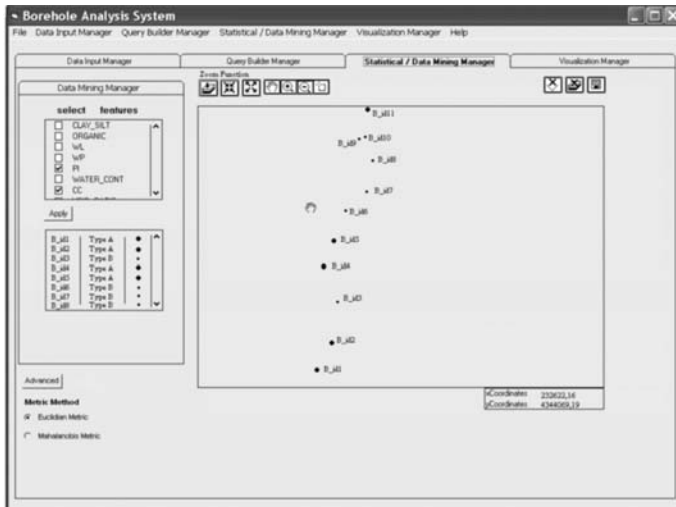 Borehole Analysis System
File Data Input Manager Query Builder Manager Statistical / Data Mining Manager Visualization Manager Help
Data Input Manager Query Builder Manager Statistical / Data Mining Manager Visualization Manager
Zoom Function
Data Mining Manager
select features
CLAY_SILT
ORGANIC
WL
WP
PI
WATER_CONT
CC
Apply
B_id1 Type A
B_id2 Type A
B_id3 Type B
B_id4 Type A
B_id5 Type A
B_id6 Type B
B_id7 Type B
B_id8 Type B
B_id11
B_id9 B_id10
B_id8
B_id7
B_id6
B_id5
B_id4
B_id3
B_id2
B_id1
xCoordinates 232622,16
yCoordinates 4344069,19
Advanced
Metric Method
Euclidian Metric
Mahalanobis Metric